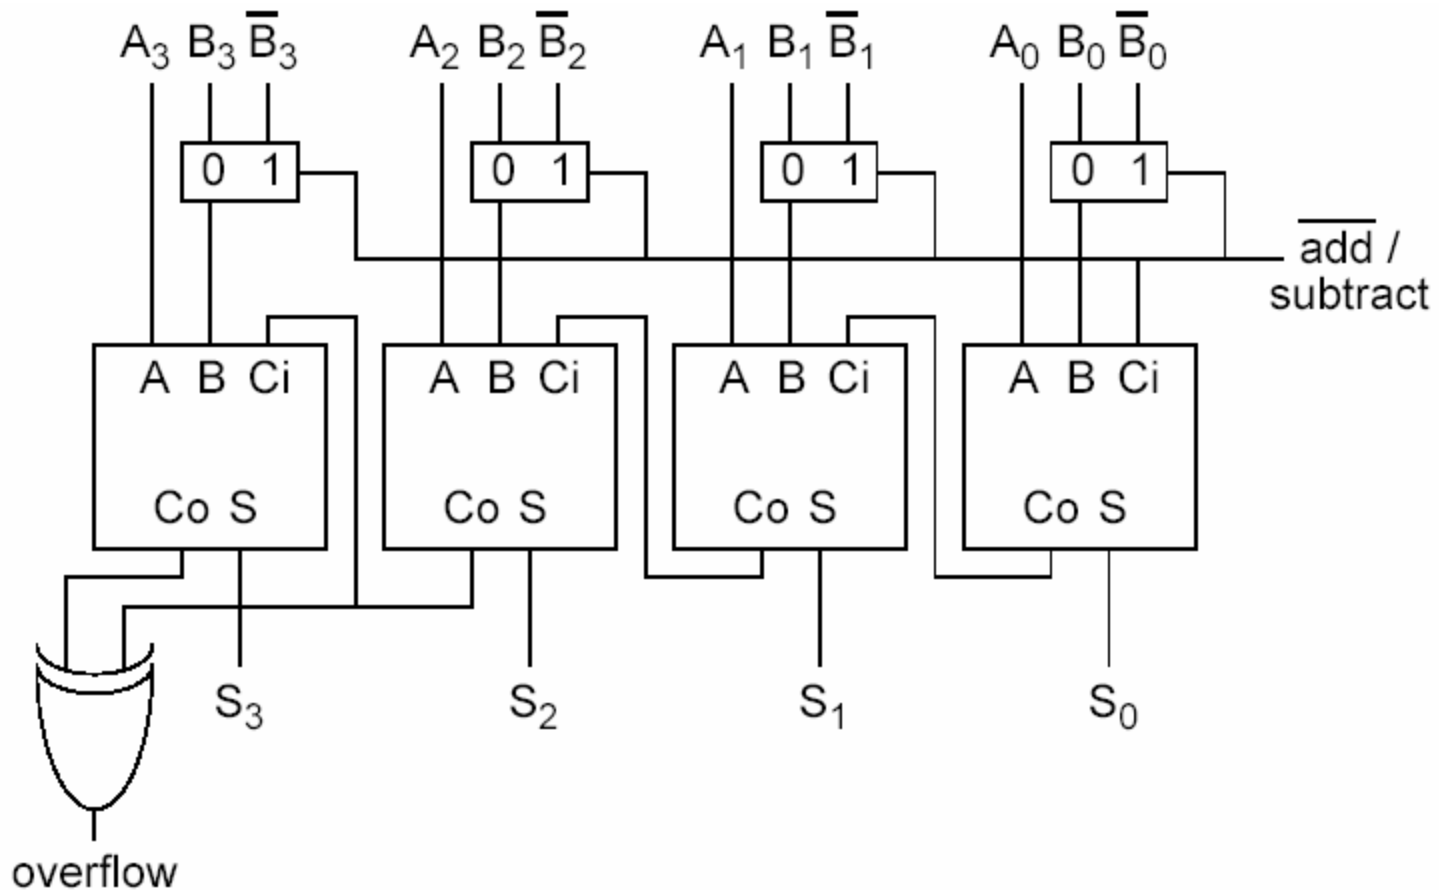 A₃ B₃ B̅₃ A₂ B₂ B̅₂ A₁ B₁ B̅₁ A₀ B₀ B̅₀
0 1 0 1 0 1 0 1
a̅d̅d̅ /
subtract
A B Ci A B Ci A B Ci A B Ci
Co S Co S Co S Co S
S₃ S₂ S₁ S₀
overflow